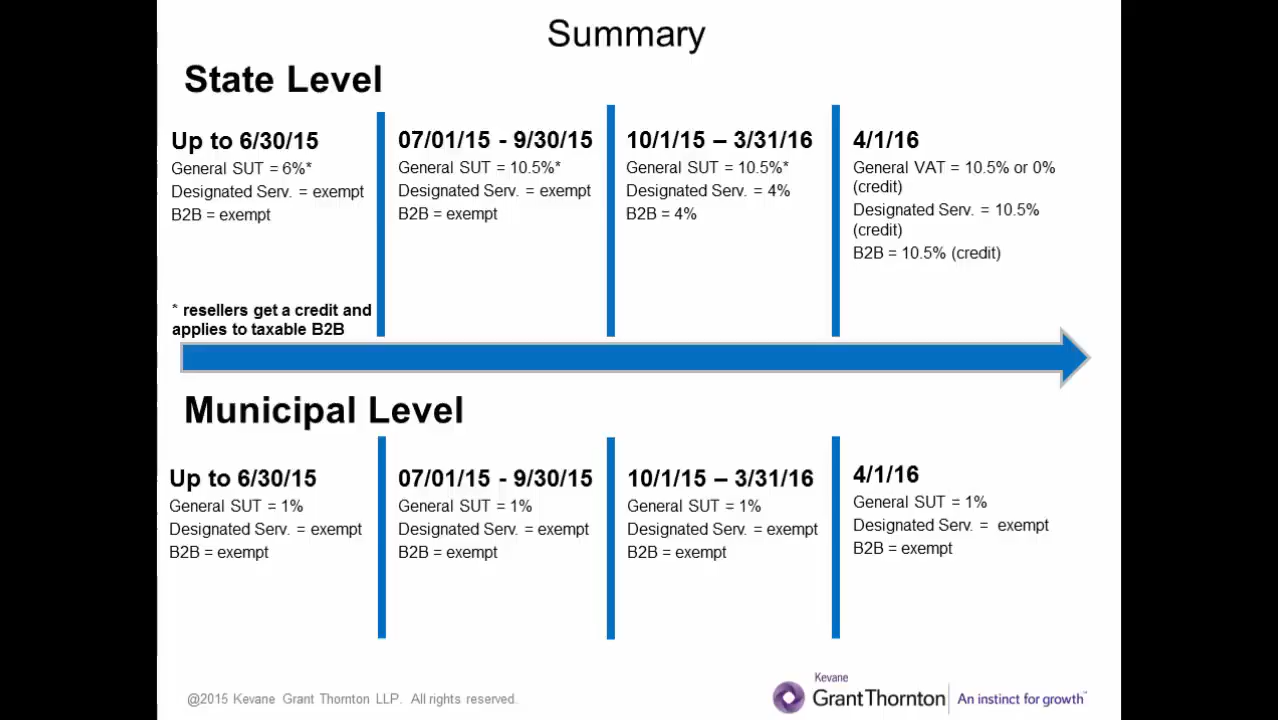 Summary
State Level
Up to 6/30/15
General SUT = 6%*
Designated Serv. = exempt
B2B = exempt
07/01/15 - 9/30/15
General SUT = 10.5%*
Designated Serv. = exempt
B2B = exempt
10/1/15 – 3/31/16
General SUT = 10.5%*
Designated Serv. = 4%
B2B = 4%
4/1/16
General VAT = 10.5% or 0%
(credit)
Designated Serv. = 10.5%
(credit)
B2B = 10.5% (credit)
* resellers get a credit and
applies to taxable B2B
Municipal Level
Up to 6/30/15
General SUT = 1%
Designated Serv. = exempt
B2B = exempt
07/01/15 - 9/30/15
General SUT = 1%
Designated Serv. = exempt
B2B = exempt
10/1/15 – 3/31/16
General SUT = 1%
Designated Serv. = exempt
B2B = exempt
4/1/16
General SUT = 1%
Designated Serv. = exempt
B2B = exempt
@2015 Kevane Grant Thornton LLP. All rights reserved.
Kevane
GrantThornton
An instinct for growth™